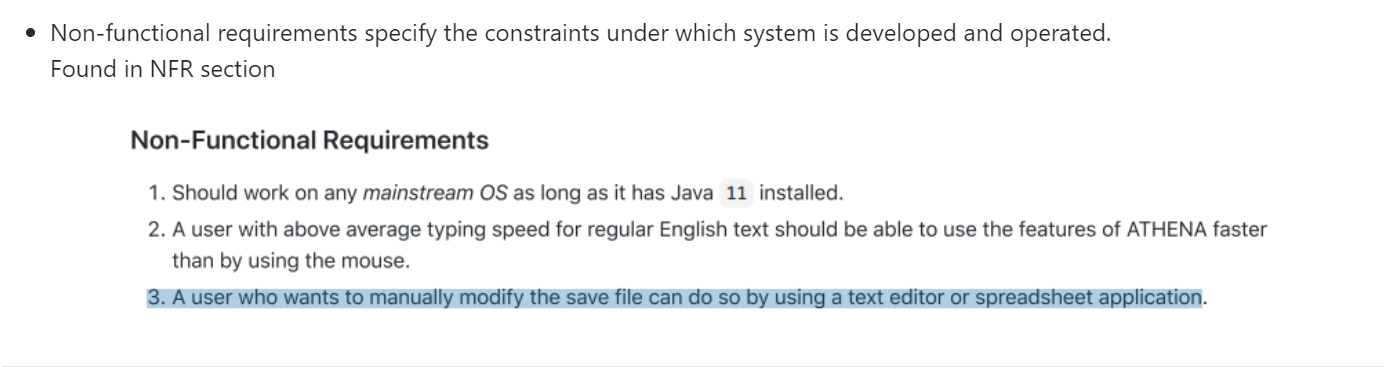 • Non-functional requirements specify the constraints under which system is developed and operated.
Found in NFR section
Non-Functional Requirements
1. Should work on any mainstream OS as long as it has Java 11 installed.
2. A user with above average typing speed for regular English text should be able to use the features of ATHENA faster
than by using the mouse.
3. A user who wants to manually modify the save file can do so by using a text editor or spreadsheet application.